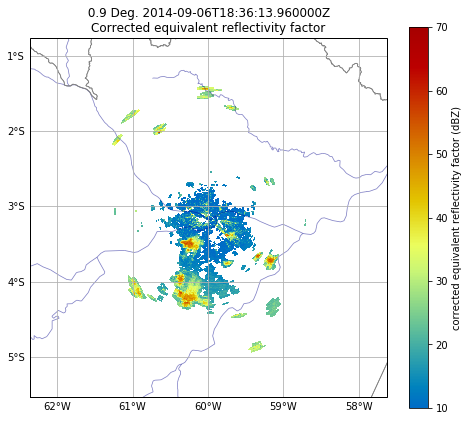 0.9 Deg. 2014-09-06T18:36:13.960000Z
Corrected equivalent reflectivity factor
1°S
2°S
3°S
4°S
5°S
62°W 61°W 60°W 59°W 58°W
70
60
50
40
30
20
10
corrected equivalent reflectivity factor (dBZ)